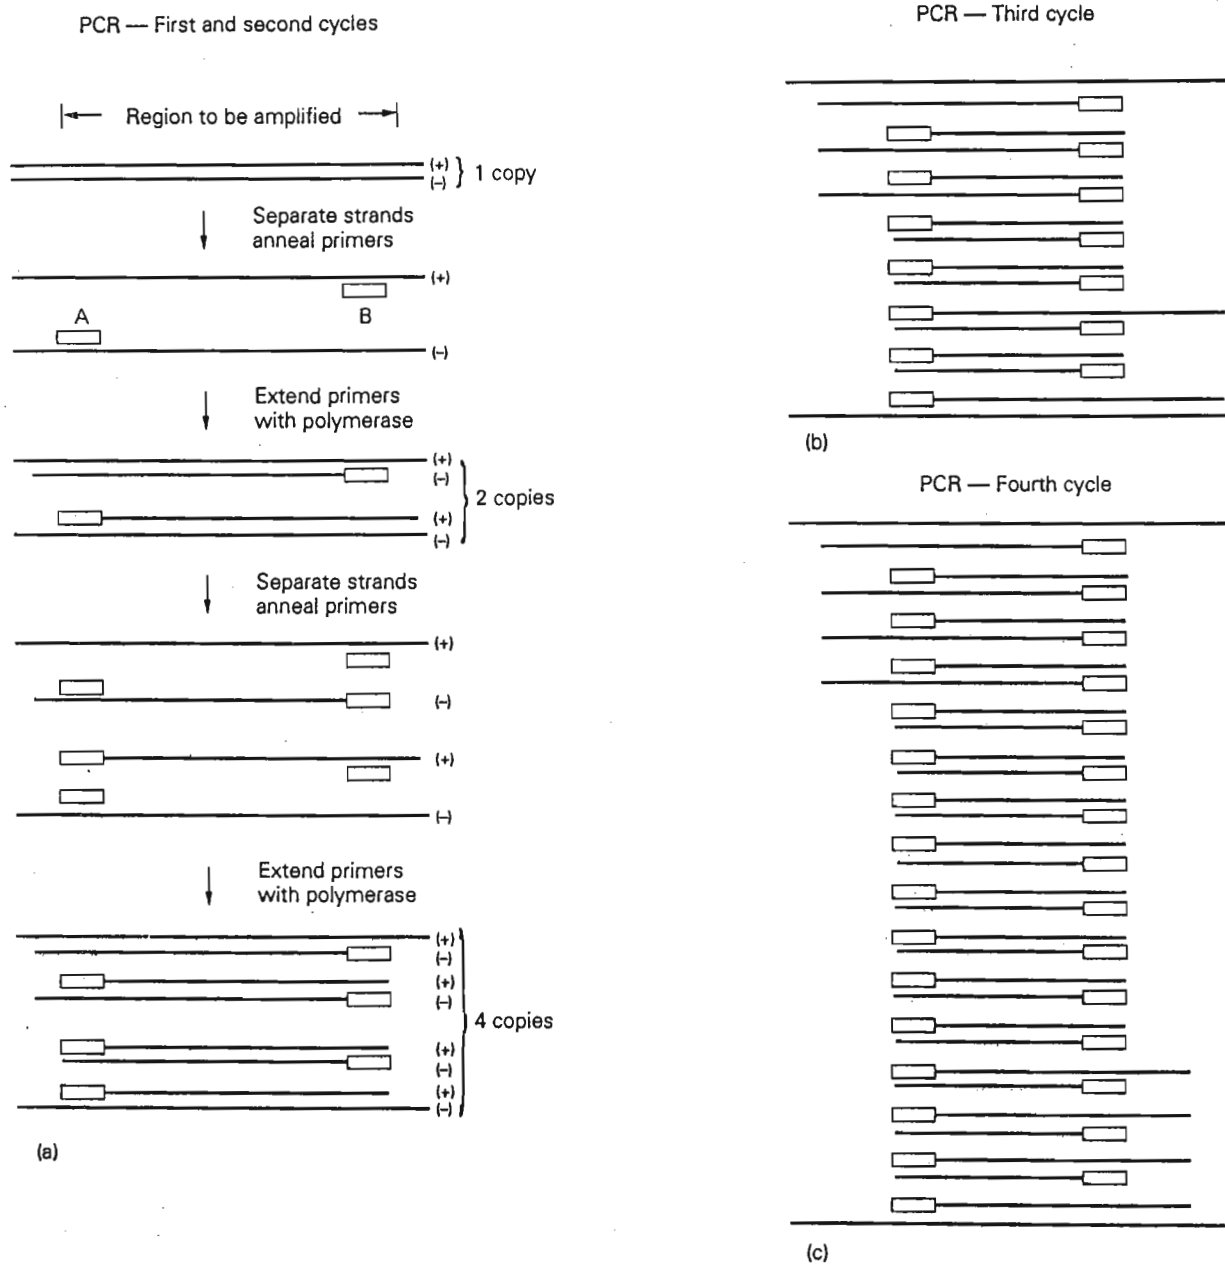 PCR — First and second cycles
Region to be amplified
(+)
(−)
1 copy
Separate strands
anneal primers
(+)
A
B
(−)
Extend primers
with polymerase
(+)
(−)
2 copies
(+)
(−)
Separate strands
anneal primers
(+)
(−)
(+)
(−)
Extend primers
with polymerase
(+)
(−)
(+)
(−)
4 copies
(+)
(−)
(+)
(−)
(a)
PCR — Third cycle
(b)
PCR — Fourth cycle
(c)